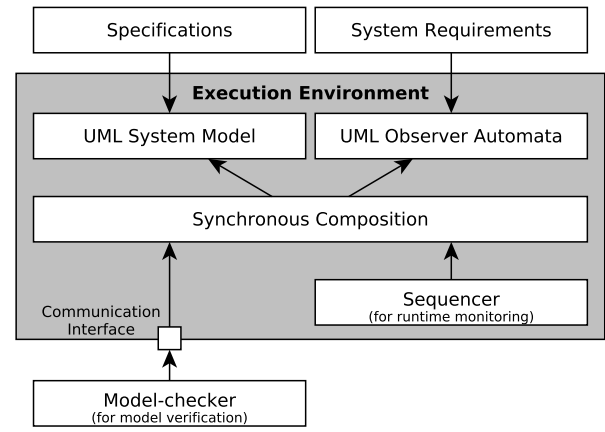 Specifications
System Requirements
Execution Environment
UML System Model
UML Observer Automata
Synchronous Composition
Sequencer
(for runtime monitoring)
Communication
Interface
Model-checker
(for model verification)